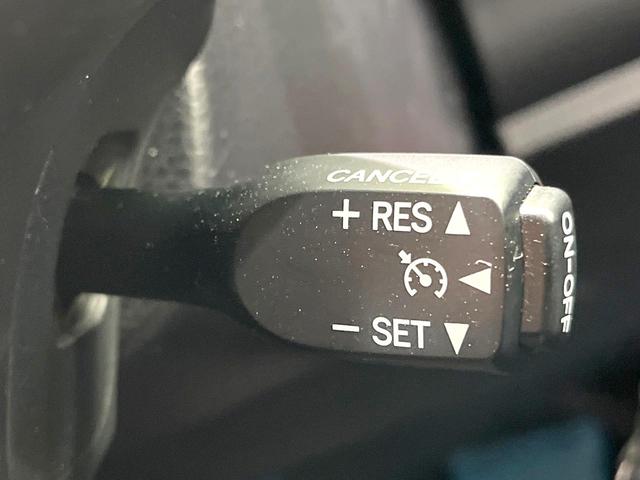 CANCEL
+ RES ▲
◀
− SET ▼
ON-OFF